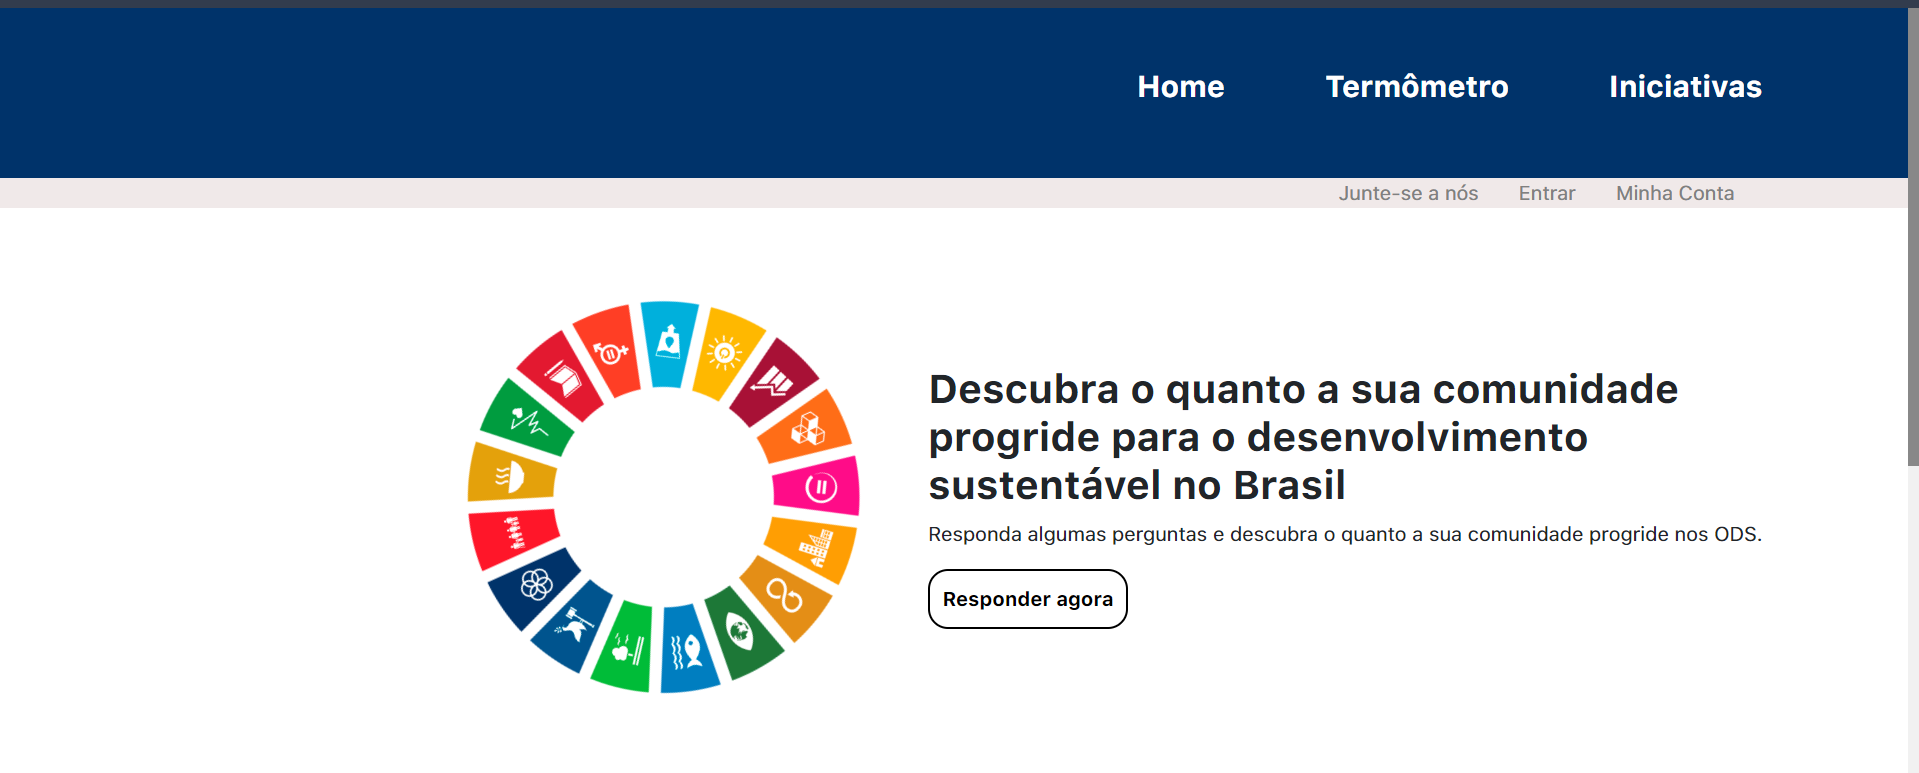 Home Termômetro Iniciativas
Junte-se a nós Entrar Minha Conta
Descubra o quanto a sua comunidade
progride para o desenvolvimento
sustentável no Brasil
Responda algumas perguntas e descubra o quanto a sua comunidade progride nos ODS.
Responder agora